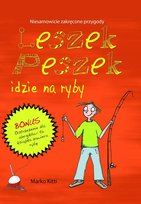 Niesamowicie zakręcone przygody
Leszek
Peszek
idzie na ryby
BONUS
Marko Kitti